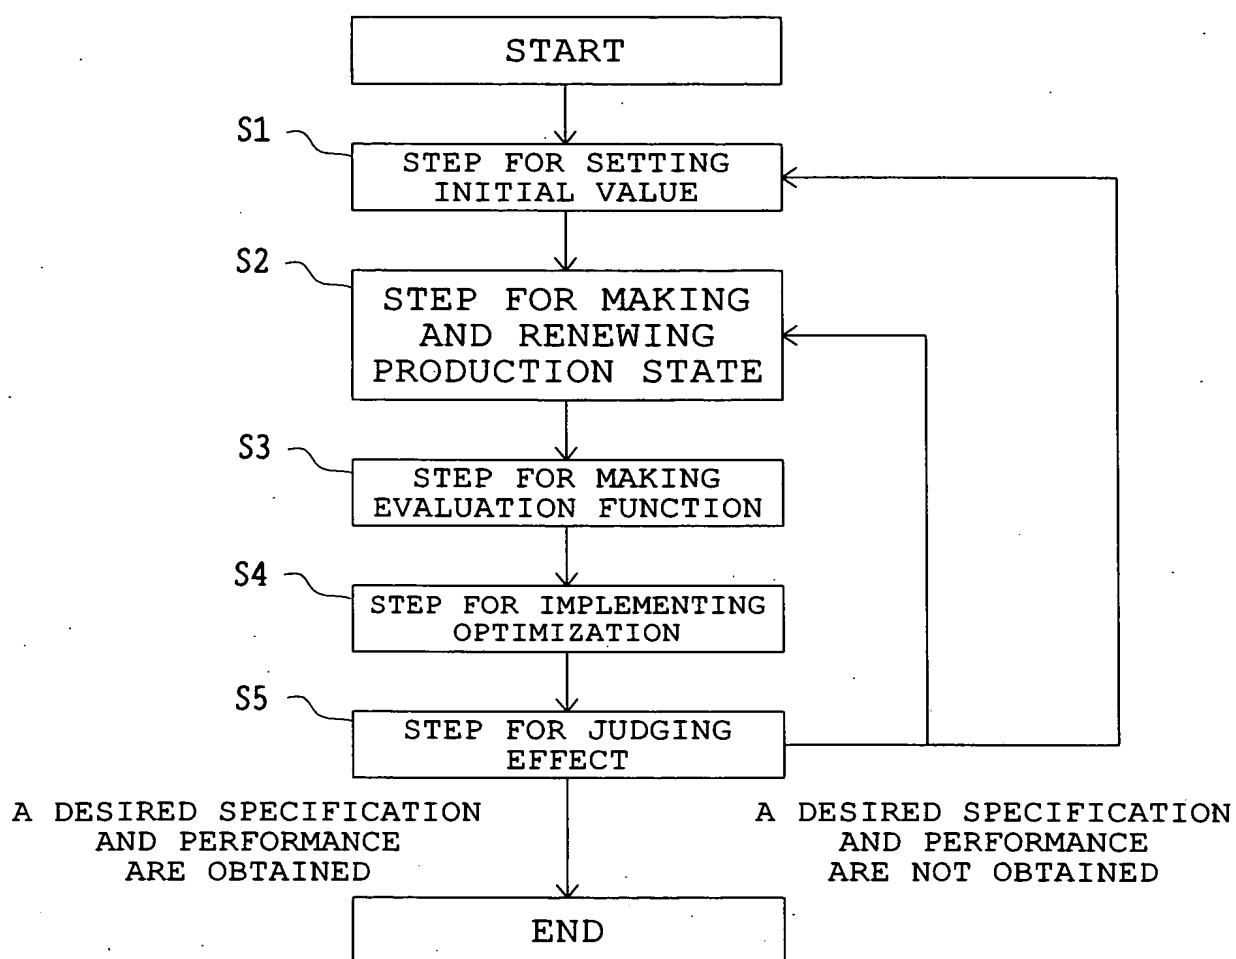 START
S1
STEP FOR SETTING
INITIAL VALUE
S2
STEP FOR MAKING
AND RENEWING
PRODUCTION STATE
S3
STEP FOR MAKING
EVALUATION FUNCTION
S4
STEP FOR IMPLEMENTING
OPTIMIZATION
S5
STEP FOR JUDGING
EFFECT
A DESIRED SPECIFICATION
AND PERFORMANCE
ARE OBTAINED
A DESIRED SPECIFICATION
AND PERFORMANCE
ARE NOT OBTAINED
END